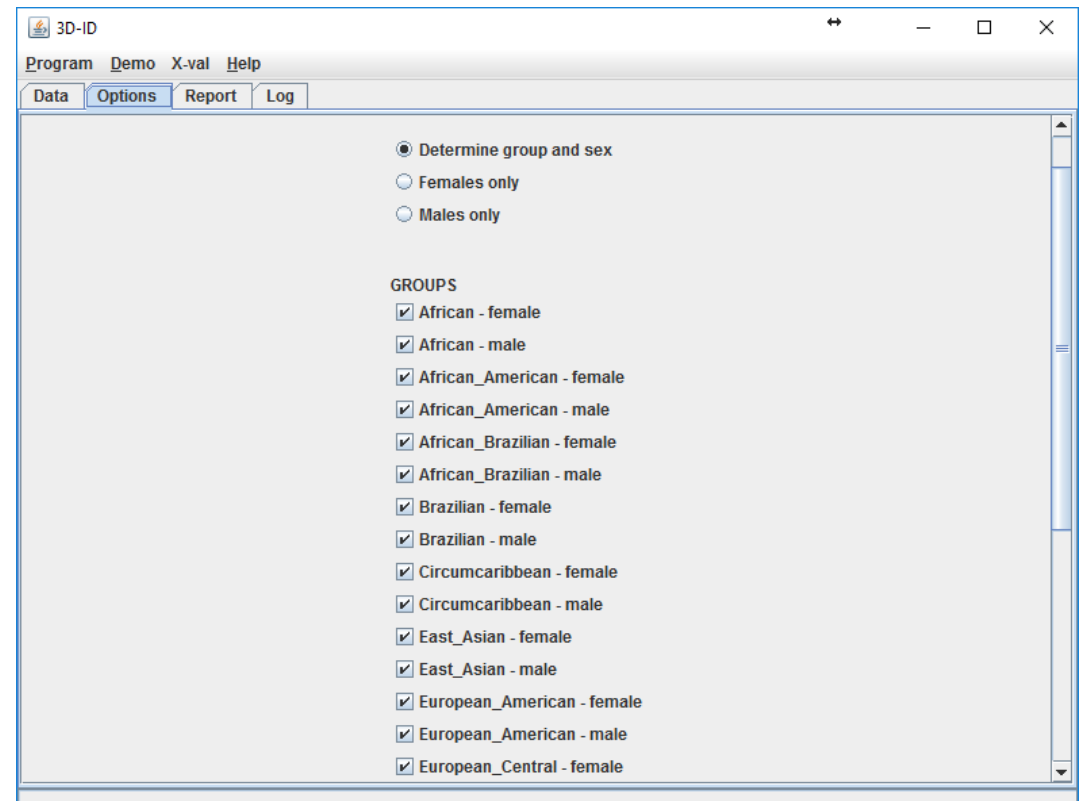 3D-ID
Program Demo X-val Help
Data Options Report Log
Determine group and sex
Females only
Males only
GROUPS
African - female
African - male
African_American - female
African_American - male
African_Brazilian - female
African_Brazilian - male
Brazilian - female
Brazilian - male
Circumcaribbean - female
Circumcaribbean - male
East_Asian - female
East_Asian - male
European_American - female
European_American - male
European_Central - female